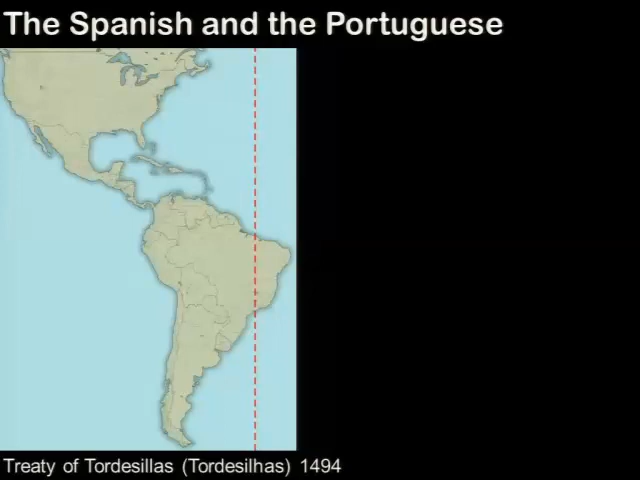 The Spanish and the Portuguese
Treaty of Tordesillas (Tordesilhas) 1494